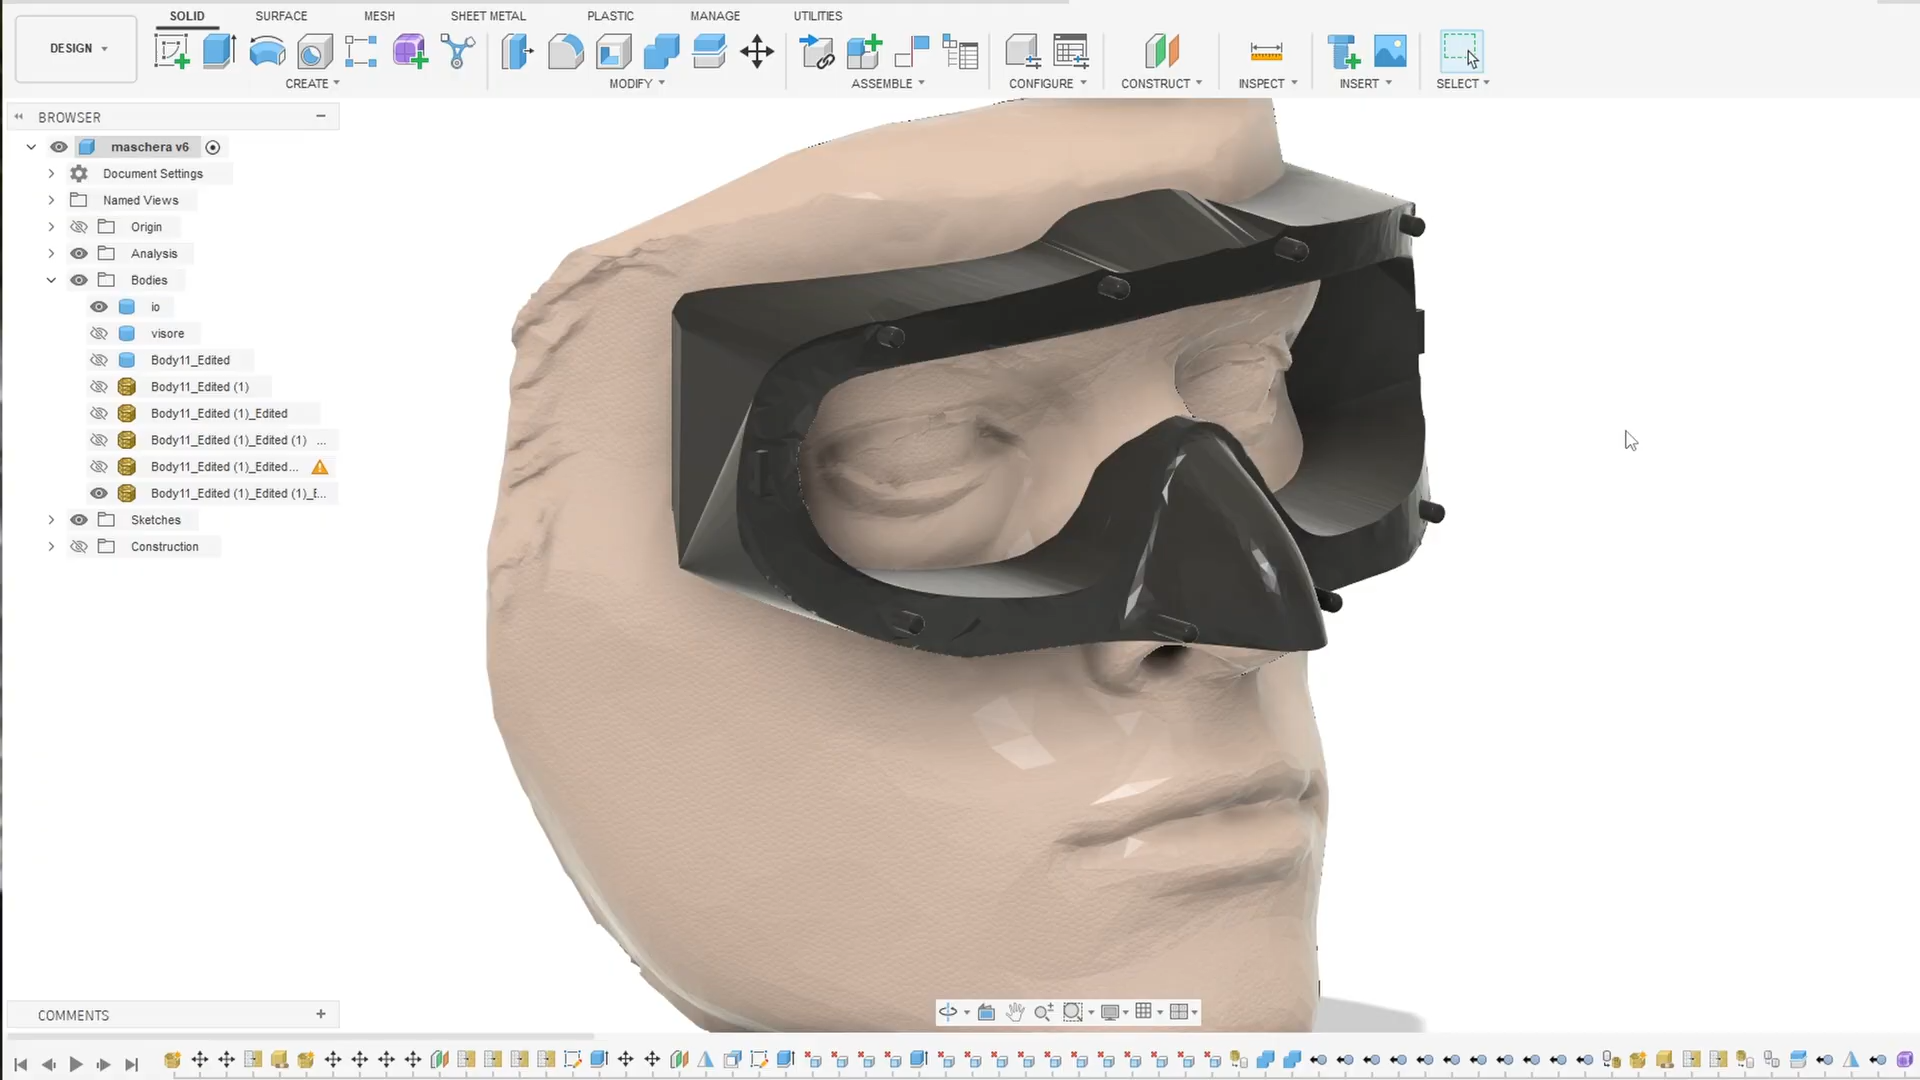 SOLID SURFACE MESH SHEET METAL PLASTIC MANAGE UTILITIES
DESIGN
CREATE MODIFY ASSEMBLE CONFIGURE CONSTRUCT INSPECT INSERT SELECT
BROWSER
maschera v6
Document Settings
Named Views
Origin
Analysis
Bodies
io
visore
Body11_Edited
Body11_Edited (1)
Body11_Edited (1)_Edited
Body11_Edited (1)_Edited (1) ...
Body11_Edited (1)_Edited...
Body11_Edited (1)_Edited (1)_E...
Sketches
Construction
COMMENTS